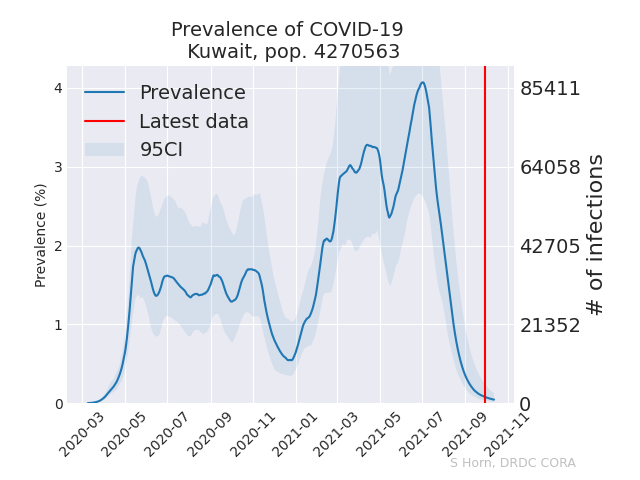 Prevalence of COVID-19
Kuwait, pop. 4270563
Prevalence
Latest data
95CI
Prevalence (%)
4
3
2
1
0
85411
64058
42705
21352
0
# of infections
2020-03
2020-05
2020-07
2020-09
2020-11
2021-01
2021-03
2021-05
2021-07
2021-09
2021-11
S Horn, DRDC CORA